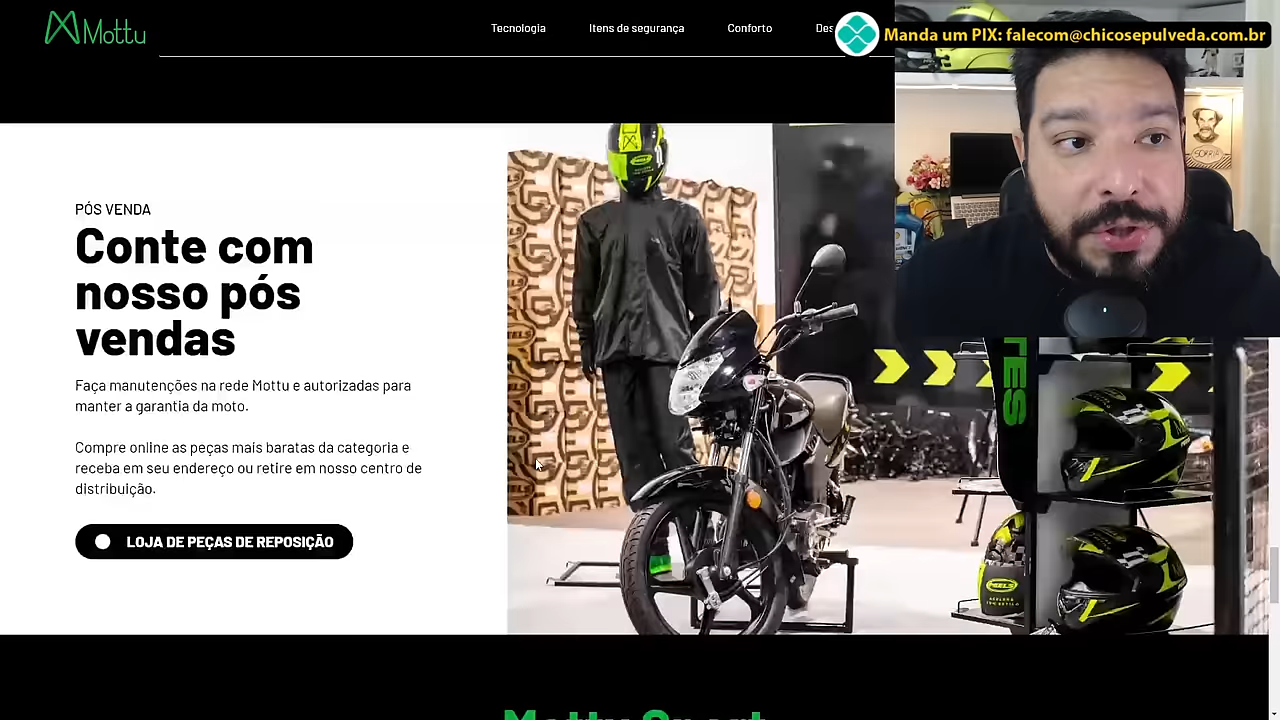 Mottu
Tecnologia
Itens de segurança
Conforto
Manda um PIX: falecom@chicosepulveda.com.br
PÓS VENDA
Conte com
nosso pós
vendas
Faça manutenções na rede Mottu e autorizadas para
manter a garantia da moto.
Compre online as peças mais baratas da categoria e
receba em seu endereço ou retire em nosso centro de
distribuição.
LOJA DE PEÇAS DE REPOSIÇÃO
PEELS